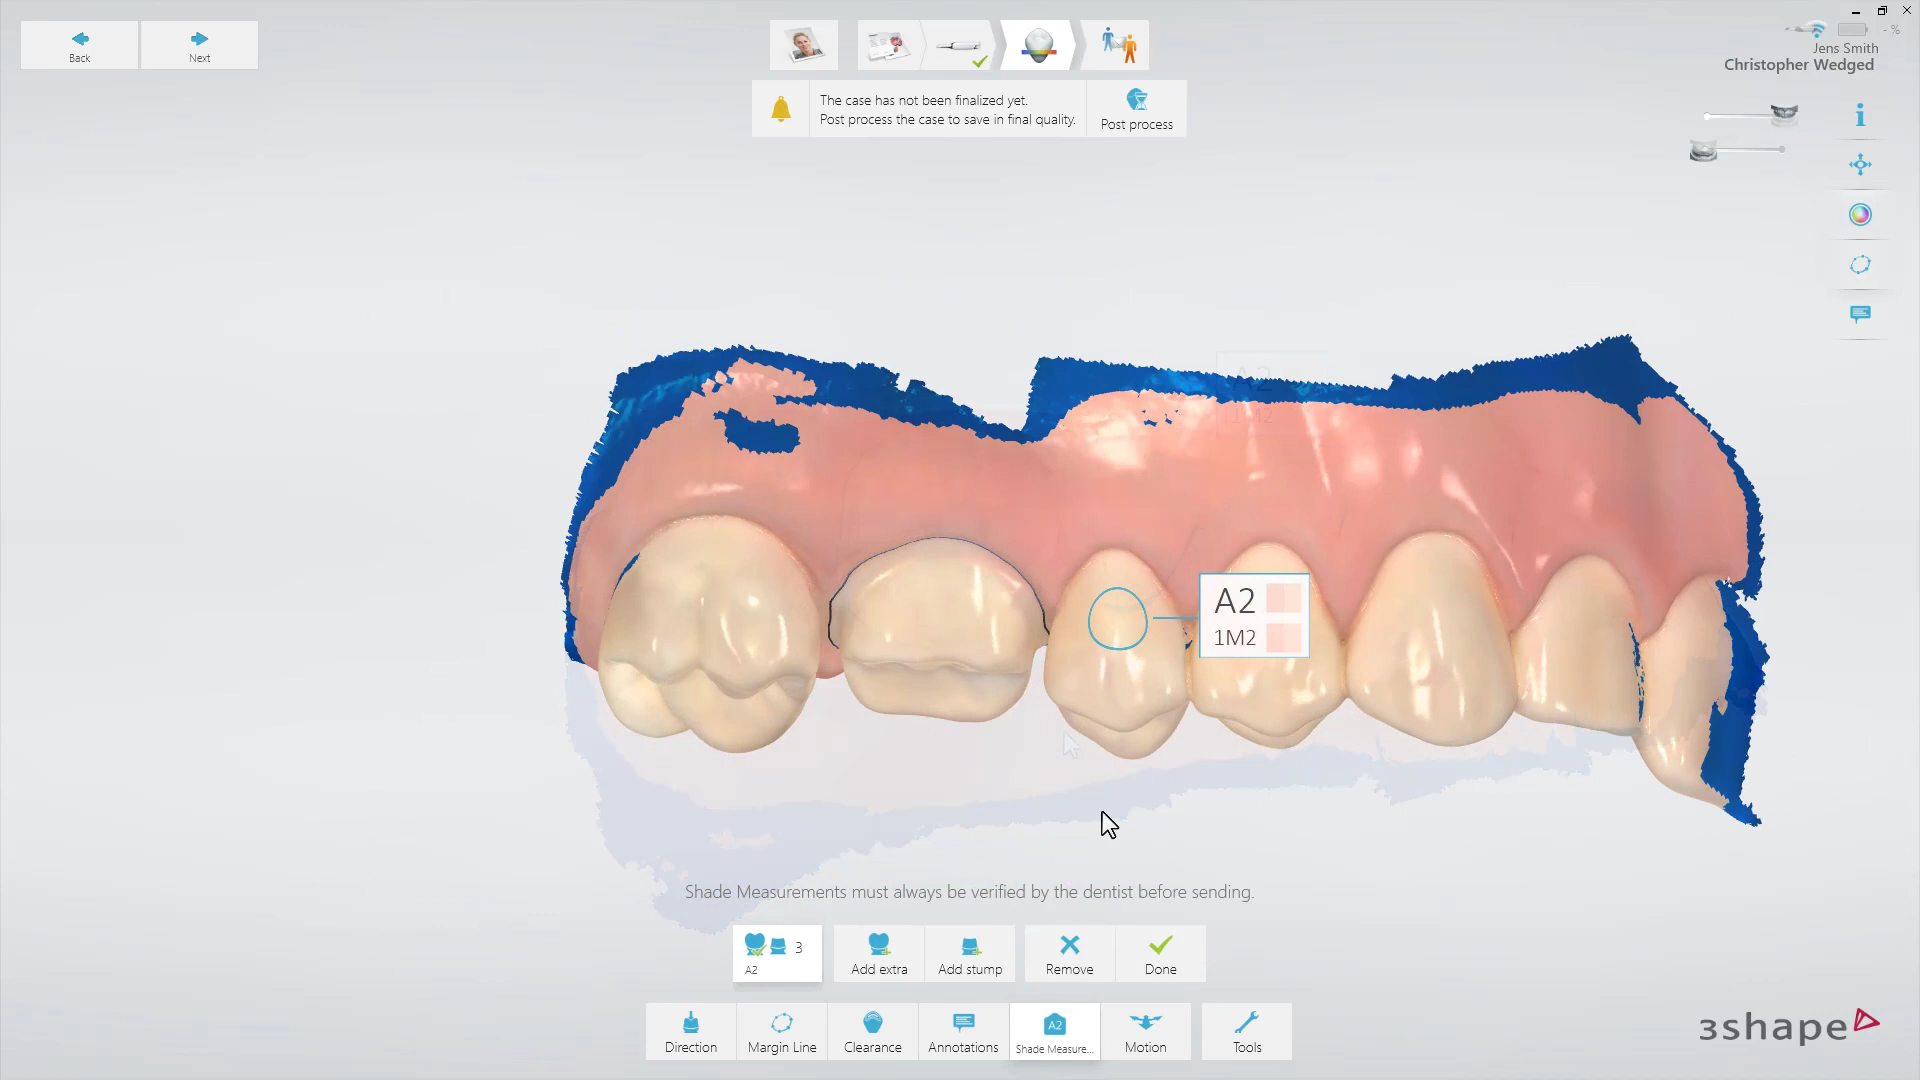 Back
Next
- %
Jens Smith
Christopher Wedged
The case has not been finalized yet.
Post process the case to save in final quality.
Post process
i
A2
1M2
A2
1M2
Shade Measurements must always be verified by the dentist before sending.
3
A2
Add extra
Add stump
Remove
Done
A2
Direction
Margin Line
Clearance
Annotations
Shade Measure...
Motion
Tools
3shape